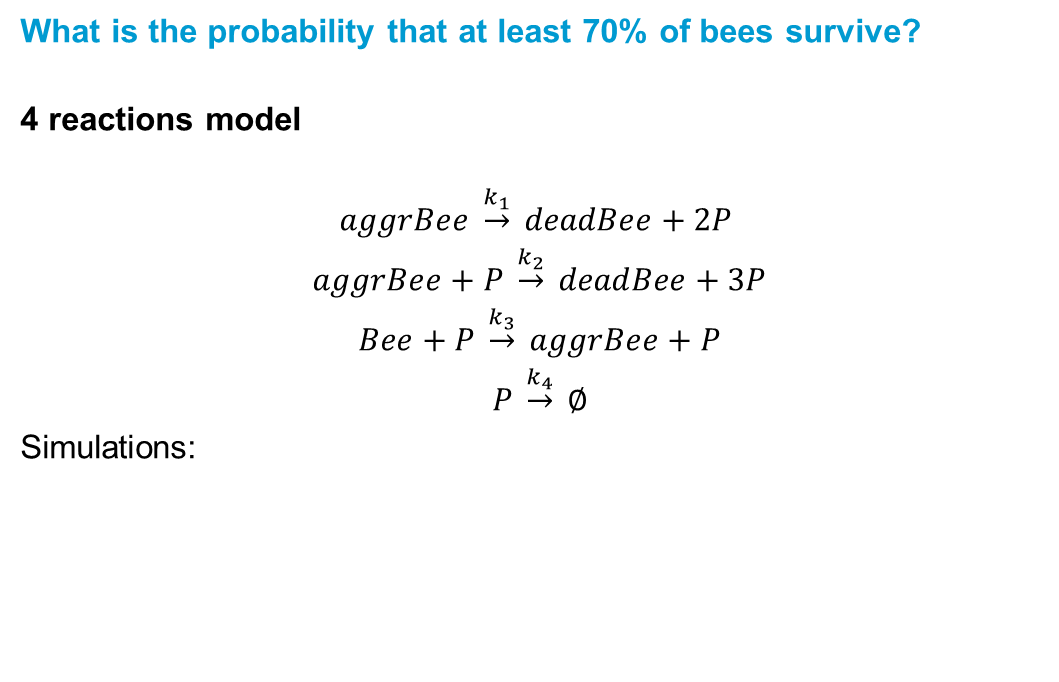 What is the probability that at least 70% of bees survive?
4 reactions model
aggrBee →^{k₁} deadBee + 2P
aggrBee + P →^{k₂} deadBee + 3P
Bee + P →^{k₃} aggrBee + P
P →^{k₄} ∅
Simulations: